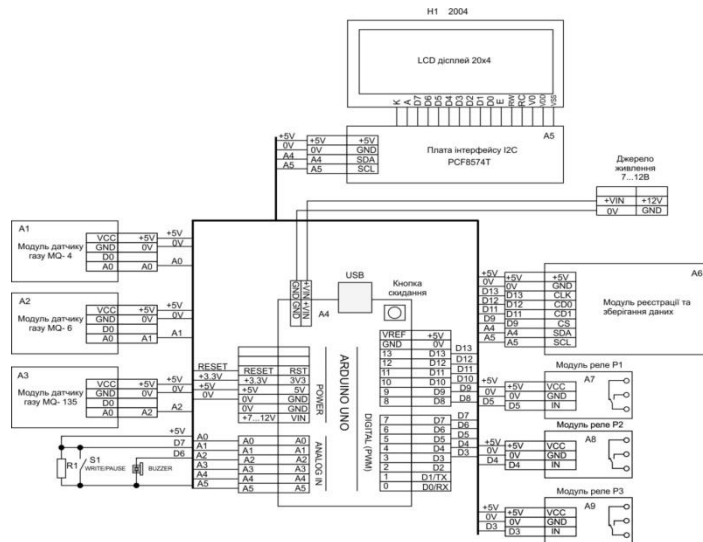 H1 2004
LCD дісплей 20x4
K A D7 D6 D5 D4 D3 D2 D1 D0 E RW RC V0 VDD VSS
Плата інтерфейсу I2C
PCF8574T
A5
+5V +5V +5V
0V 0V GND
A4 A4 SDA
A5 A5 SCL
Джерело
живлення
7...12В
+VIN +12V
0V GND
A1
Модуль датчику
газу MQ- 4
VCC +5V +5V
GND 0V 0V
D0
A0 A0 A0
A2
Модуль датчику
газу MQ- 6
VCC +5V +5V
GND 0V 0V
D0
A0 A1 A1
A3
Модуль датчику
газу MQ- 135
VCC +5V +5V
GND 0V 0V
D0
A0 A2 A2
+5V
D7
D6
R1
S1
WRITE/PAUSE
BUZZER
GND +VIN
GND +VIN
A4
USB
Кнопка
скидання
ARDUINO UNO
POWER
RESET RESET RST
+3,3V +3,3V 3V3
+5V +5V 5V
0V 0V GND
0V GND
+7...12V VIN
ANALOG IN
A0 A0 A0
A1 A1 A1
A2 A2 A2
A3 A3 A3
A4 A4 A4
A5 A5 A5
DIGITAL (PWM)
VREF +5V
GND 0V
13 D13 D13
12 D12 D12
11 D11 D11
10 D10 D10
9 D9 D9
8 D8 D8
7 D7 D7
6 D6 D6
5 D5 D5
4 D4 D4
3 D3 D3
2 D2
1 D1/TX
0 D0/RX
A6
Модуль реєстрації та
зберігання даних
+5V +5V +5V
0V 0V GND
D13 D13 CLK
D12 D12 CD0
D11 D11 CD1
D9 D9 CS
A4 A4 SDA
A5 A5 SCL
Модуль реле P1
A7
+5V +5V VCC
0V 0V GND
D5 D5 IN
Модуль реле P2
A8
+5V +5V VCC
0V 0V GND
D4 D4 IN
Модуль реле P3
A9
+5V +5V VCC
0V 0V GND
D3 D3 IN